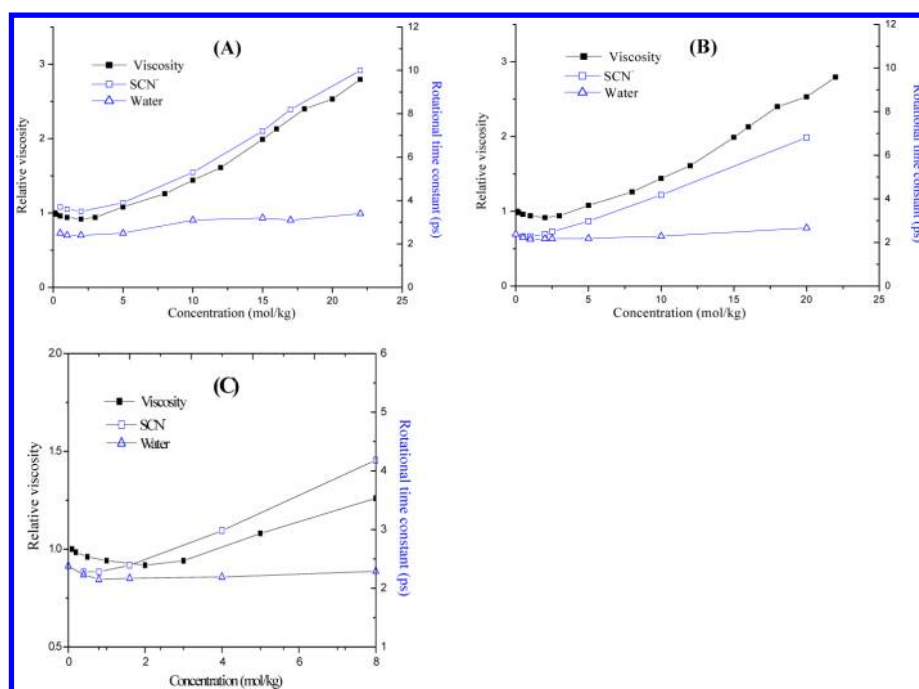 (A)
Viscosity
SCN-
Water
Relative viscosity
Rotational time constant (ps)
Concentration (mol/kg)
1
2
3
0
2
4
6
8
10
12
0
5
10
15
20
25
(B)
Viscosity
SCN-
Water
Relative viscosity
Rotational time constant (ps)
Concentration (mol/kg)
0
1
2
3
0
2
4
6
8
10
12
0
5
10
15
20
25
(C)
Viscosity
SCN
Water
Relative viscosity
Rotational time constant (ps)
Concentration (mol/kg)
0.5
1.0
1.5
2.0
1
2
3
4
5
6
0
2
4
6
8